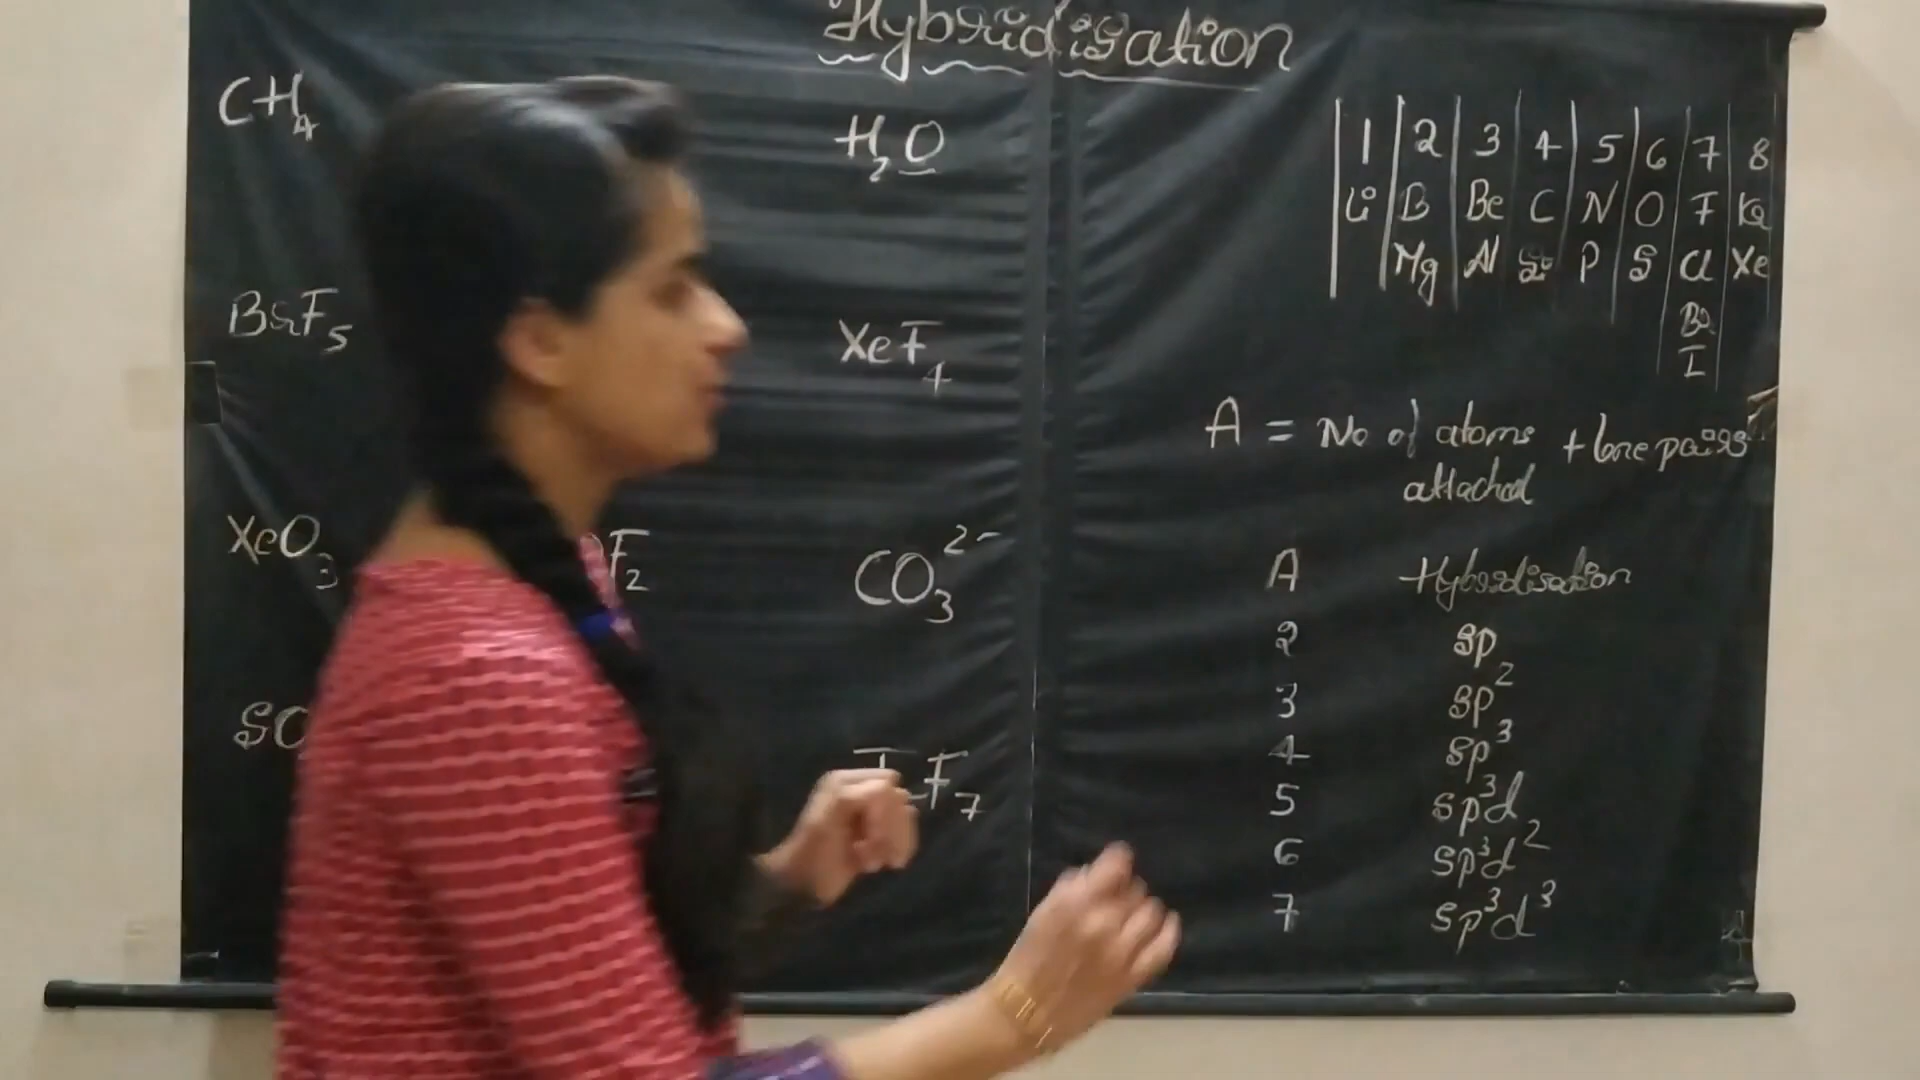 Hybridisation
CH4
H2O
BrF5
XeF4
XeO3
F2
CO3 2-
IF7
1 2 3 4 5 6 7 8
Li B Be C N O F
Mg Al Si P S Cl Xe
Br
I
A = No of atoms attached + lone pairs
A Hybridisation
2 sp
3 sp2
4 sp3
5 sp3d
6 sp3d2
7 sp3d3